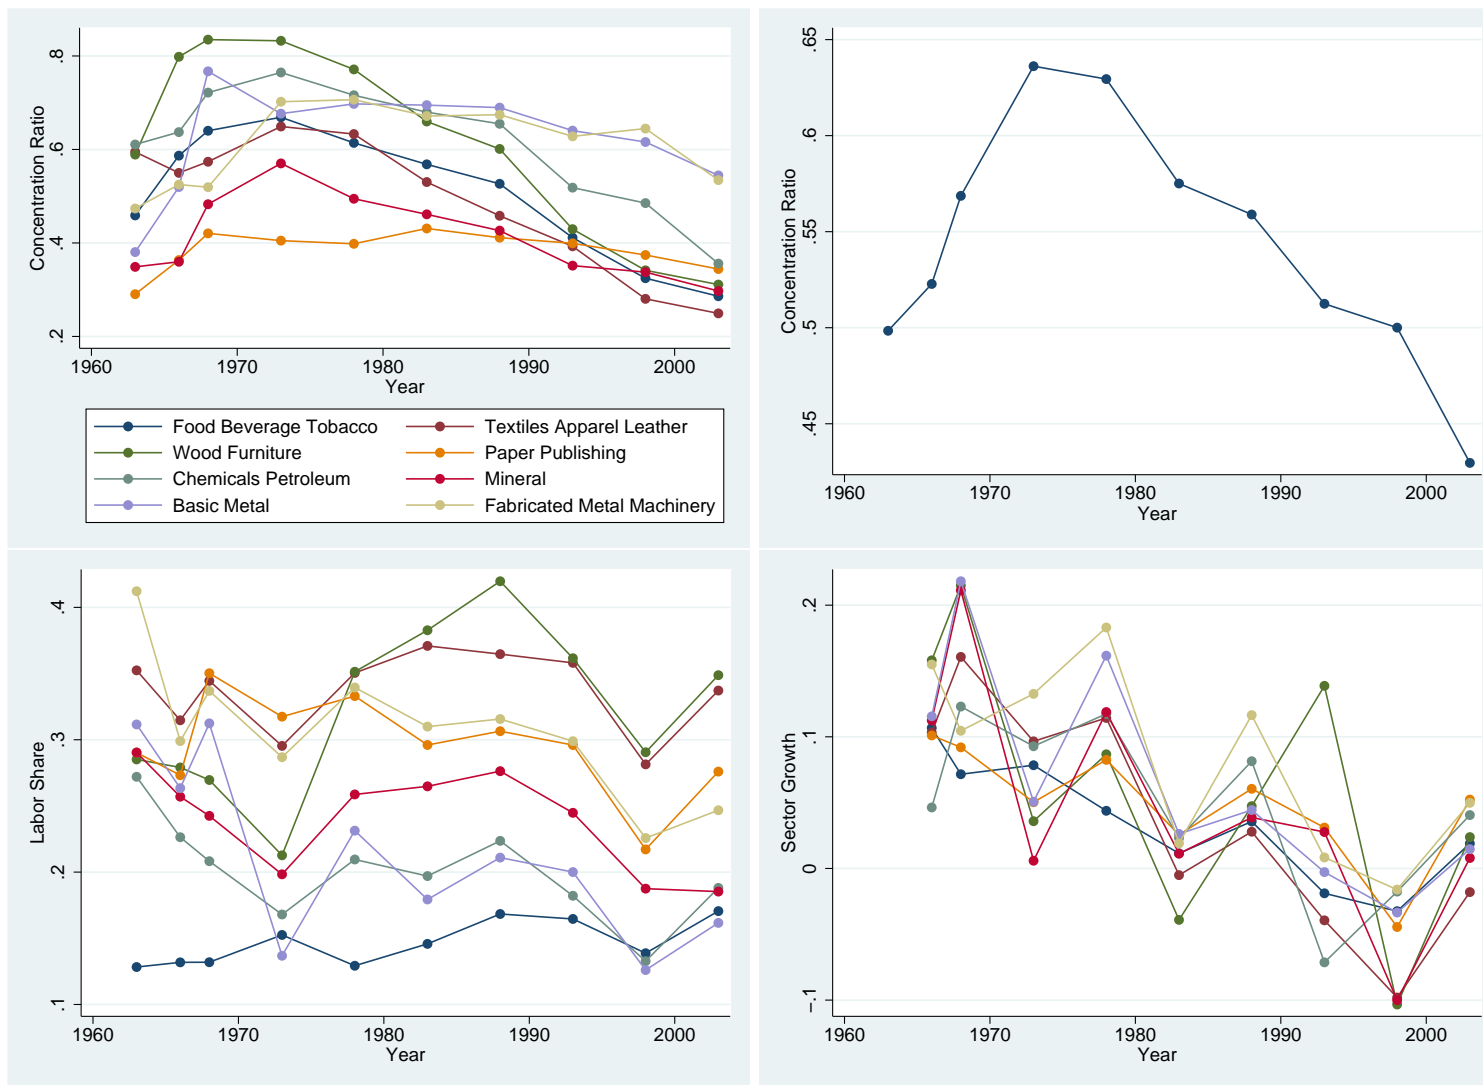 Concentration Ratio
.8
.6
.4
.2
1960 1970 1980 1990 2000
Year
Food Beverage Tobacco Textiles Apparel Leather
Wood Furniture Paper Publishing
Chemicals Petroleum Mineral
Basic Metal Fabricated Metal Machinery
Concentration Ratio
.65
.6
.55
.5
.45
1960 1970 1980 1990 2000
Year
Labor Share
.4
.3
.2
.1
1960 1970 1980 1990 2000
Year
Sector Growth
.2
.1
0
−.1
1960 1970 1980 1990 2000
Year